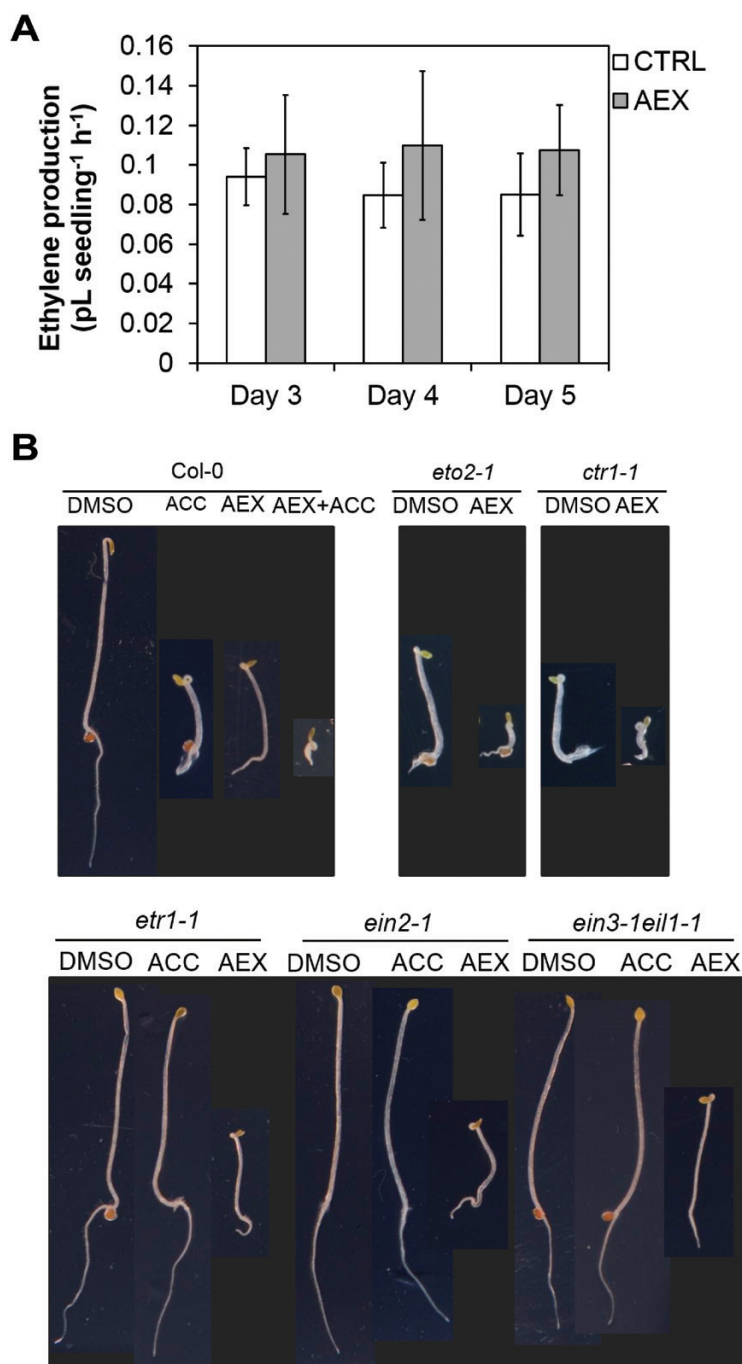 A
0.16
0.14
0.12
0.1
0.08
0.06
0.04
0.02
0
Ethylene production
(pL seedling⁻¹ h⁻¹)
CTRL
AEX
Day 3 Day 4 Day 5
B
Col-0 eto2-1 ctr1-1
DMSO ACC AEX AEX+ACC DMSO AEX DMSO AEX
etr1-1 ein2-1 ein3-1eil1-1
DMSO ACC AEX DMSO ACC AEX DMSO ACC AEX